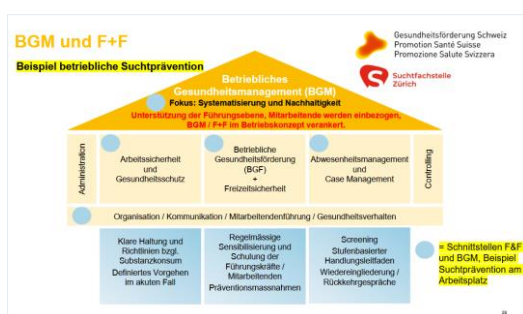 BGM und F+F
Beispiel betriebliche Suchtprävention
Gesundheitsförderung Schweiz
Promotion Santé Suisse
Promozione Salute Svizzera
Suchtfachstelle
Zürich
Betriebliches
Gesundheitsmanagement (BGM)
Fokus: Systematisierung und Nachhaltigkeit
Unterstützung der Führungsebene, Mitarbeitende werden einbezogen,
BGM / F+F im Betriebskonzept verankert.
Administration
Arbeitssicherheit
und
Gesundheitsschutz
Betriebliche
Gesundheitsförderung
(BGF)
+
Freizeitsicherheit
Abwesenheitsmanagement
und
Case Management
Controlling
Organisation / Kommunikation / Mitarbeitendenführung / Gesundheitsverhalten
Klare Haltung und
Richtlinien bzgl.
Substanzkonsum
Definiertes Vorgehen
im akuten Fall
Regelmässige
Sensibilisierung und
Schulung der
Führungskräfte /
Mitarbeitenden
Präventionsmassnahmen
Screening
Stufenbasierter
Handlungsleitfaden
Wiedereingliederung /
Rückkehrgespräche
= Schnittstellen F&F
und BGM, Beispiel
Suchtprävention am
Arbeitsplatz